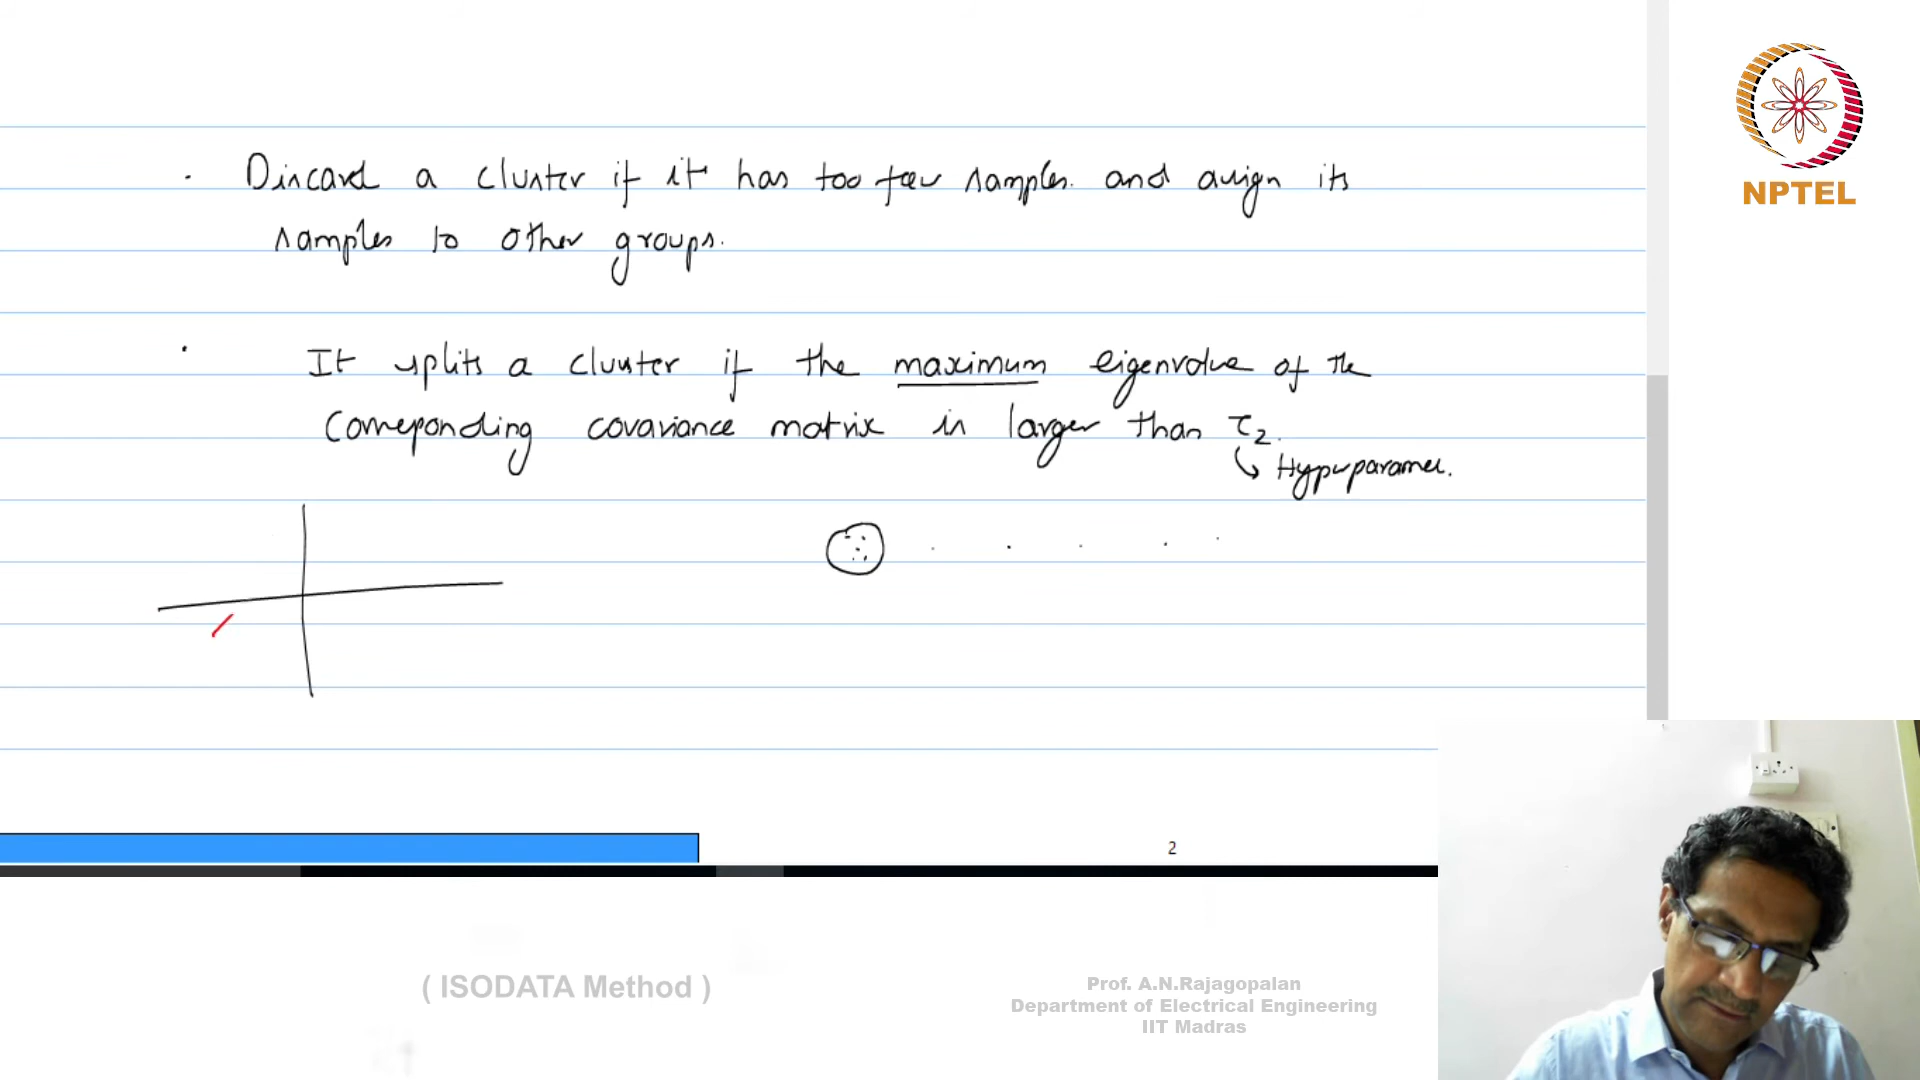 NPTEL
· Discard a cluster if it has too few samples. and assign its
samples to other groups.
· It splits a cluster if the maximum eigenvalue of the
Corresponding covariance matrix is larger than τ2.
↳ Hyperparamer.
2
( ISODATA Method )
Prof. A.N.Rajagopalan
Department of Electrical Engineering
IIT Madras